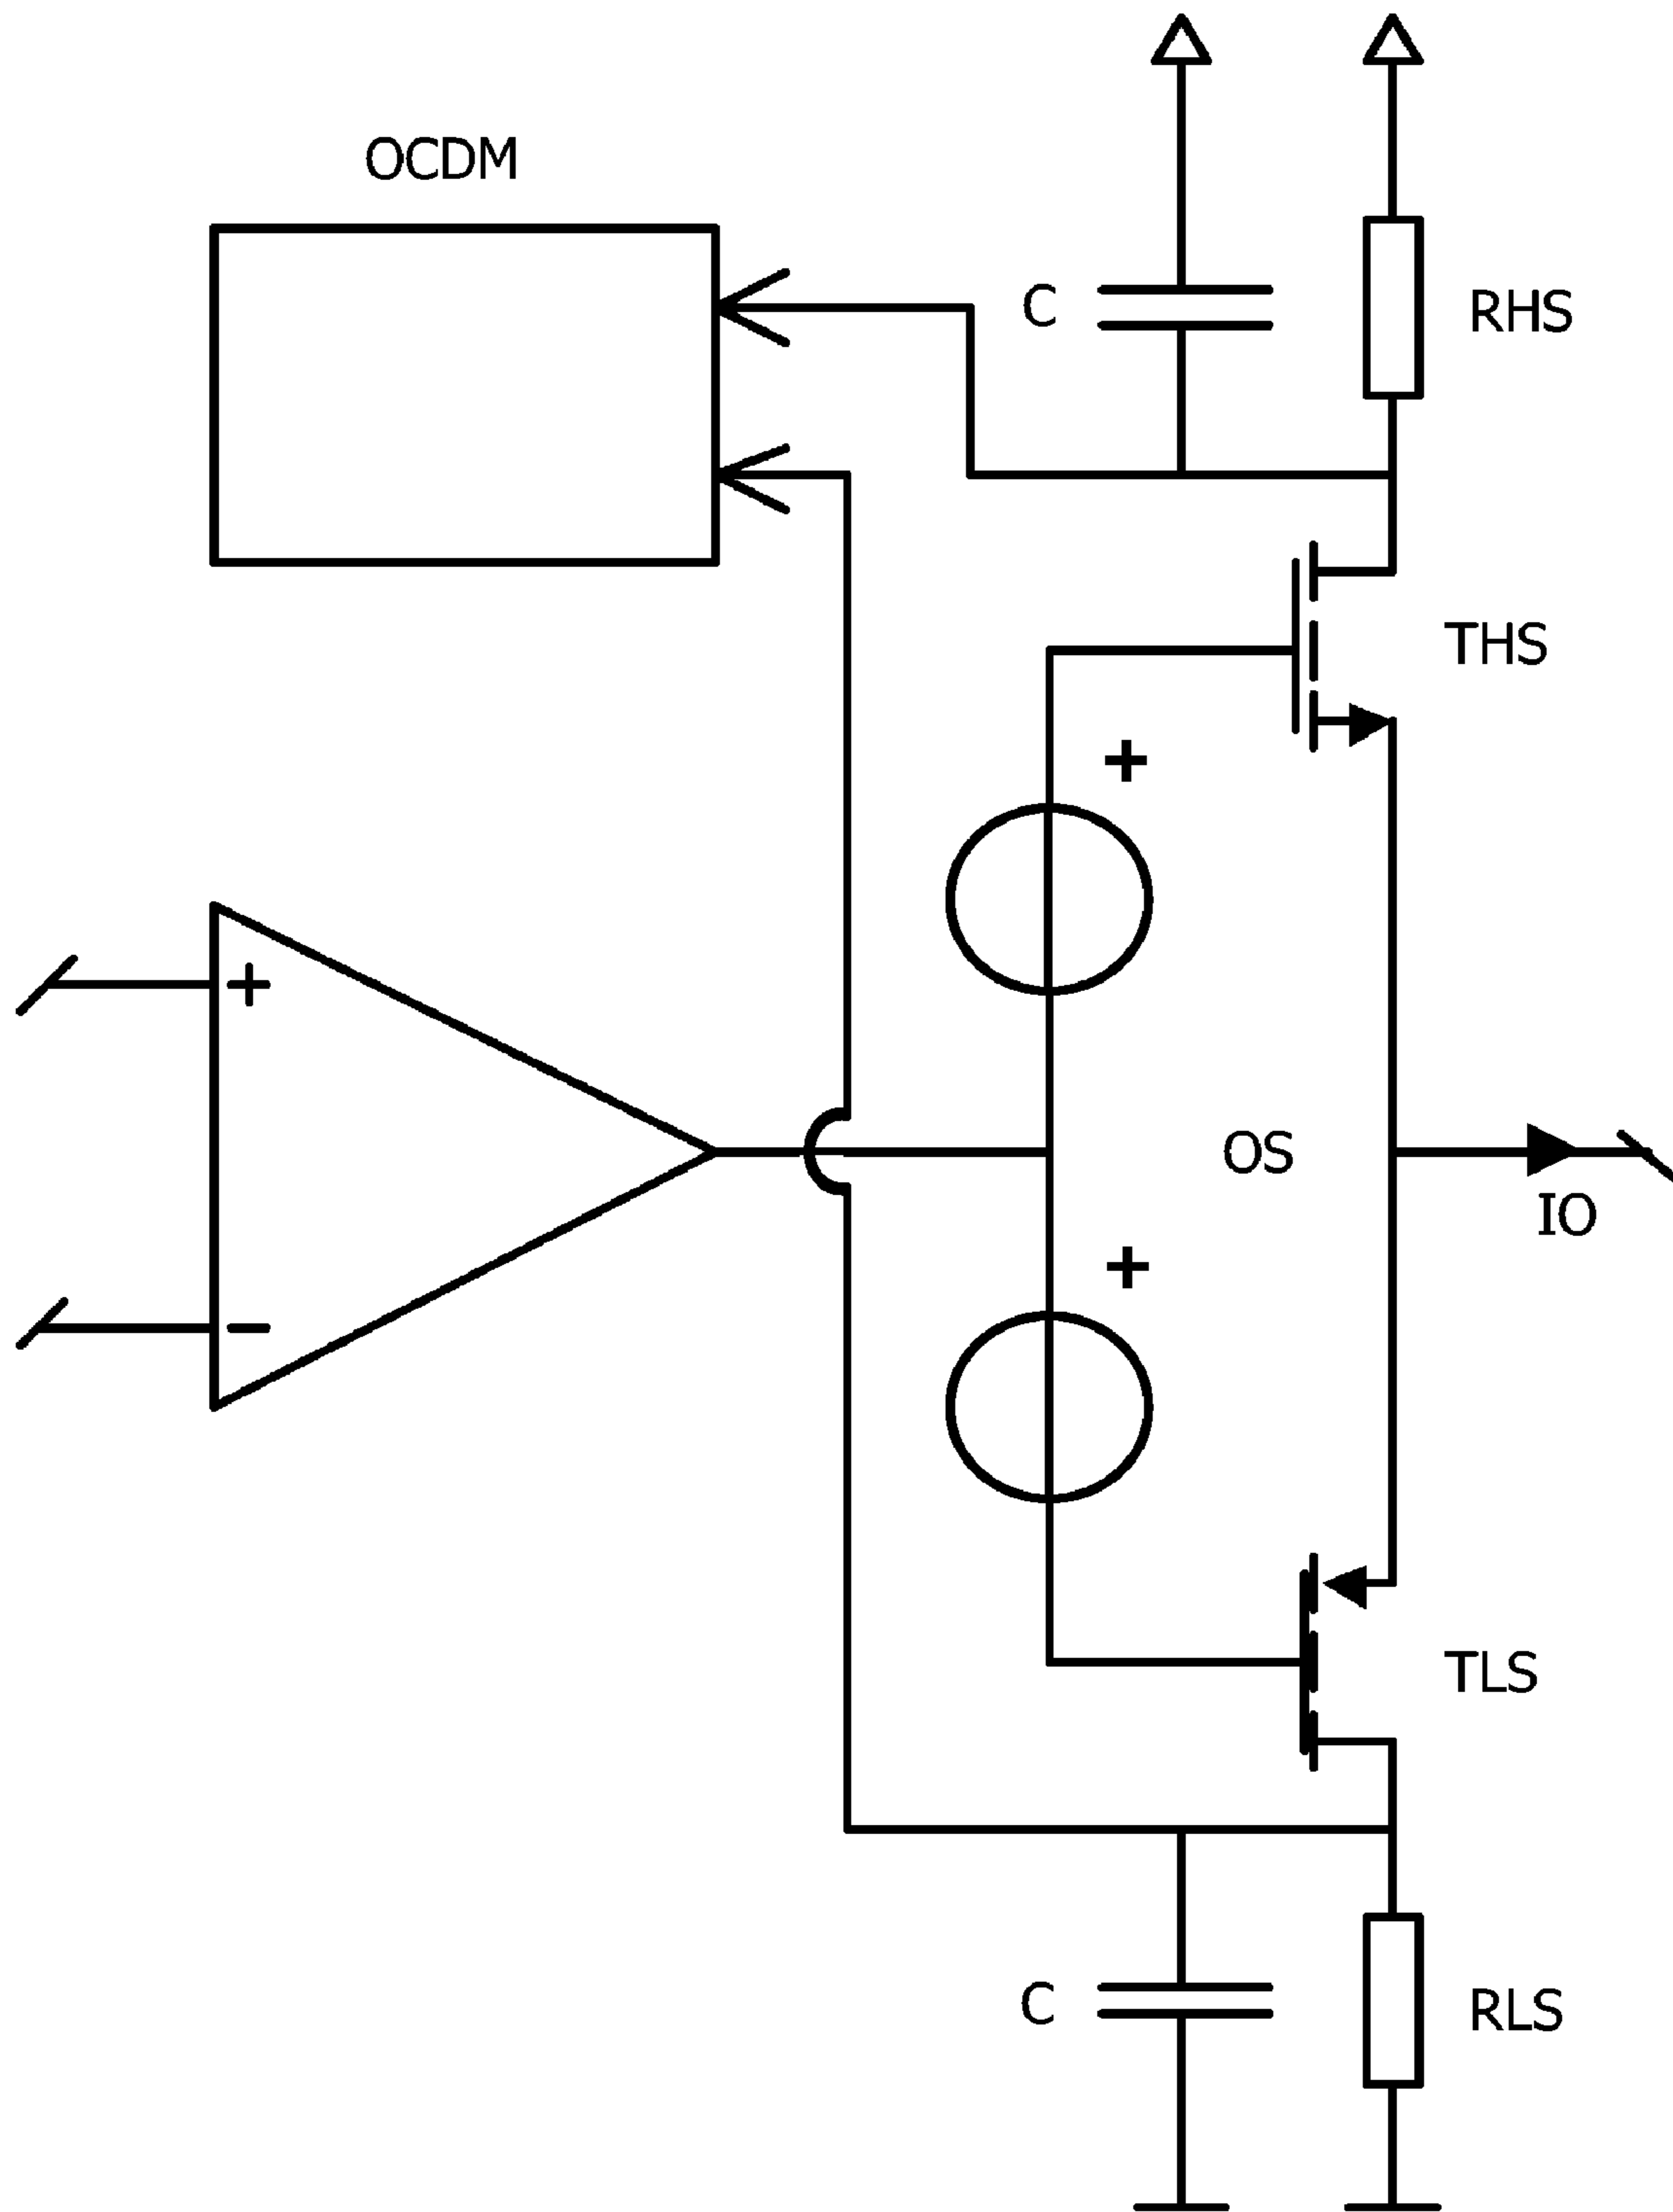 OCDM
C
RHS
THS
+
+
OS
IO
+
−
TLS
C
RLS